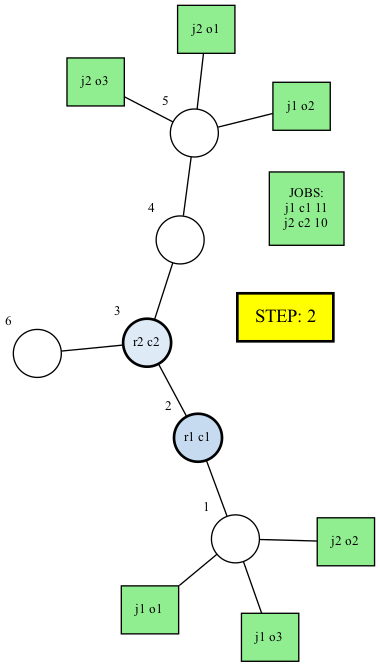 j2 o1
j2 o3
5
j1 o2
JOBS:
j1 c1 11
j2 c2 10
4
3
STEP: 2
6
r2 c2
2
r1 c1
1
j2 o2
j1 o1
j1 o3